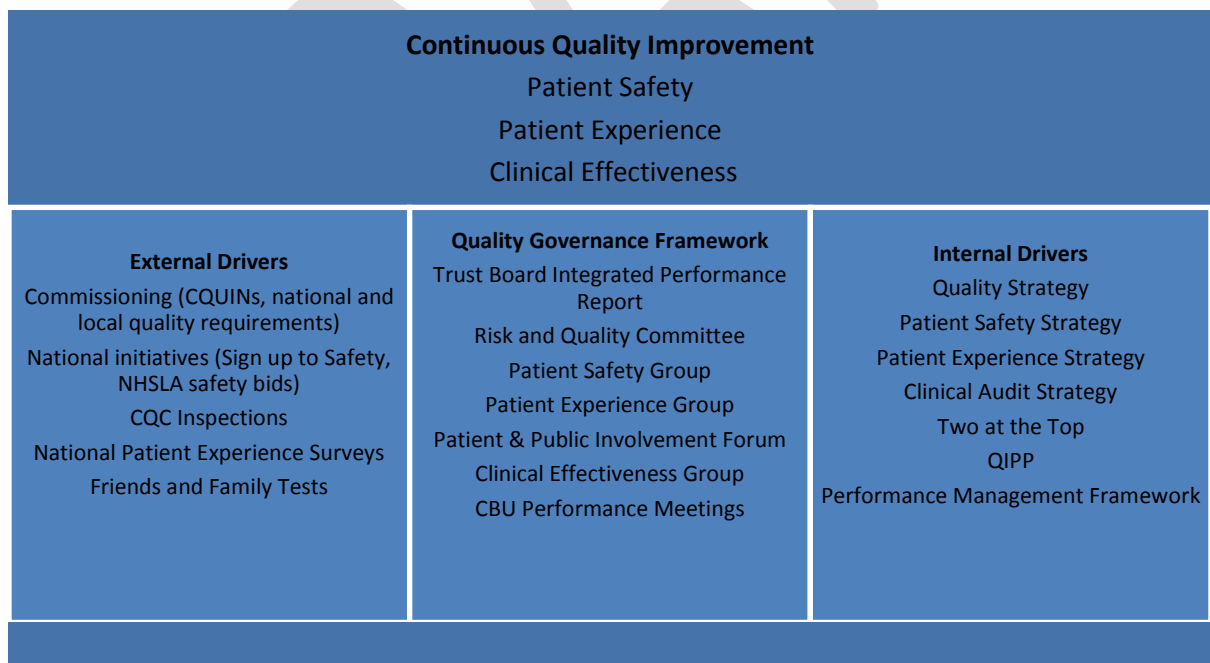 Continuous Quality Improvement
Patient Safety
Patient Experience
Clinical Effectiveness
External Drivers
Commissioning (CQUINs, national and
local quality requirements)
National initiatives (Sign up to Safety,
NHSLA safety bids)
CQC Inspections
National Patient Experience Surveys
Friends and Family Tests
Quality Governance Framework
Trust Board Integrated Performance
Report
Risk and Quality Committee
Patient Safety Group
Patient Experience Group
Patient & Public Involvement Forum
Clinical Effectiveness Group
CBU Performance Meetings
Internal Drivers
Quality Strategy
Patient Safety Strategy
Patient Experience Strategy
Clinical Audit Strategy
Two at the Top
QIPP
Performance Management Framework